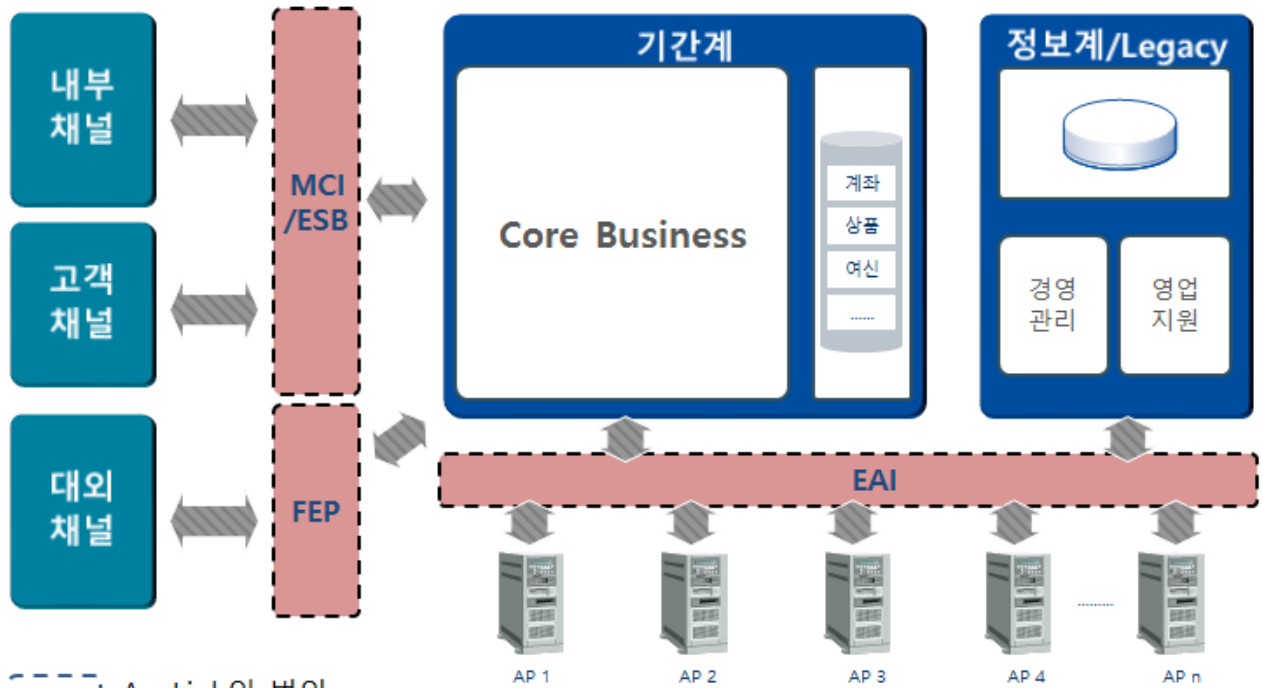 내부
채널
고객
채널
대외
채널
MCI
/ESB
FEP
기간계
Core Business
계좌
상품
여신
......
정보계/Legacy
경영
관리
영업
지원
EAI
AP 1
AP 2
AP 3
AP 4
..........
AP n